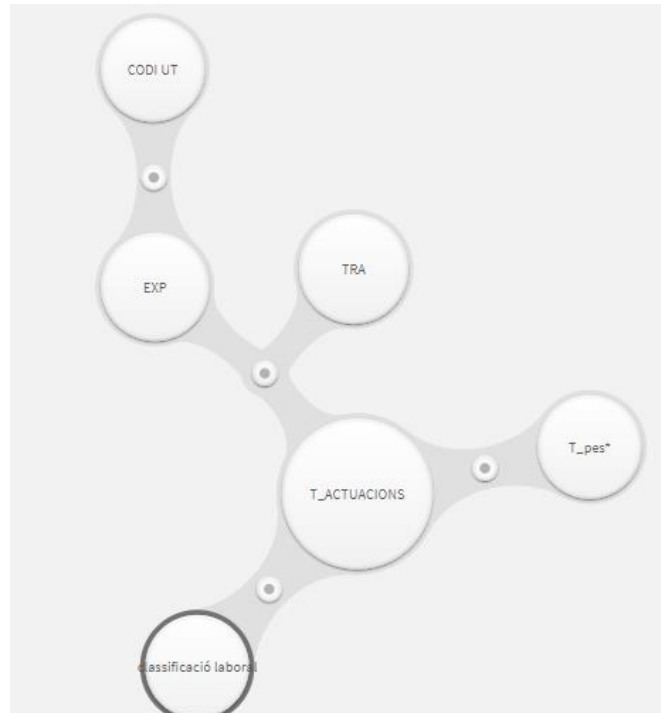 CODI UT
TRA
EXP
T_pes*
T_ACTUACIONS
classificació laboral